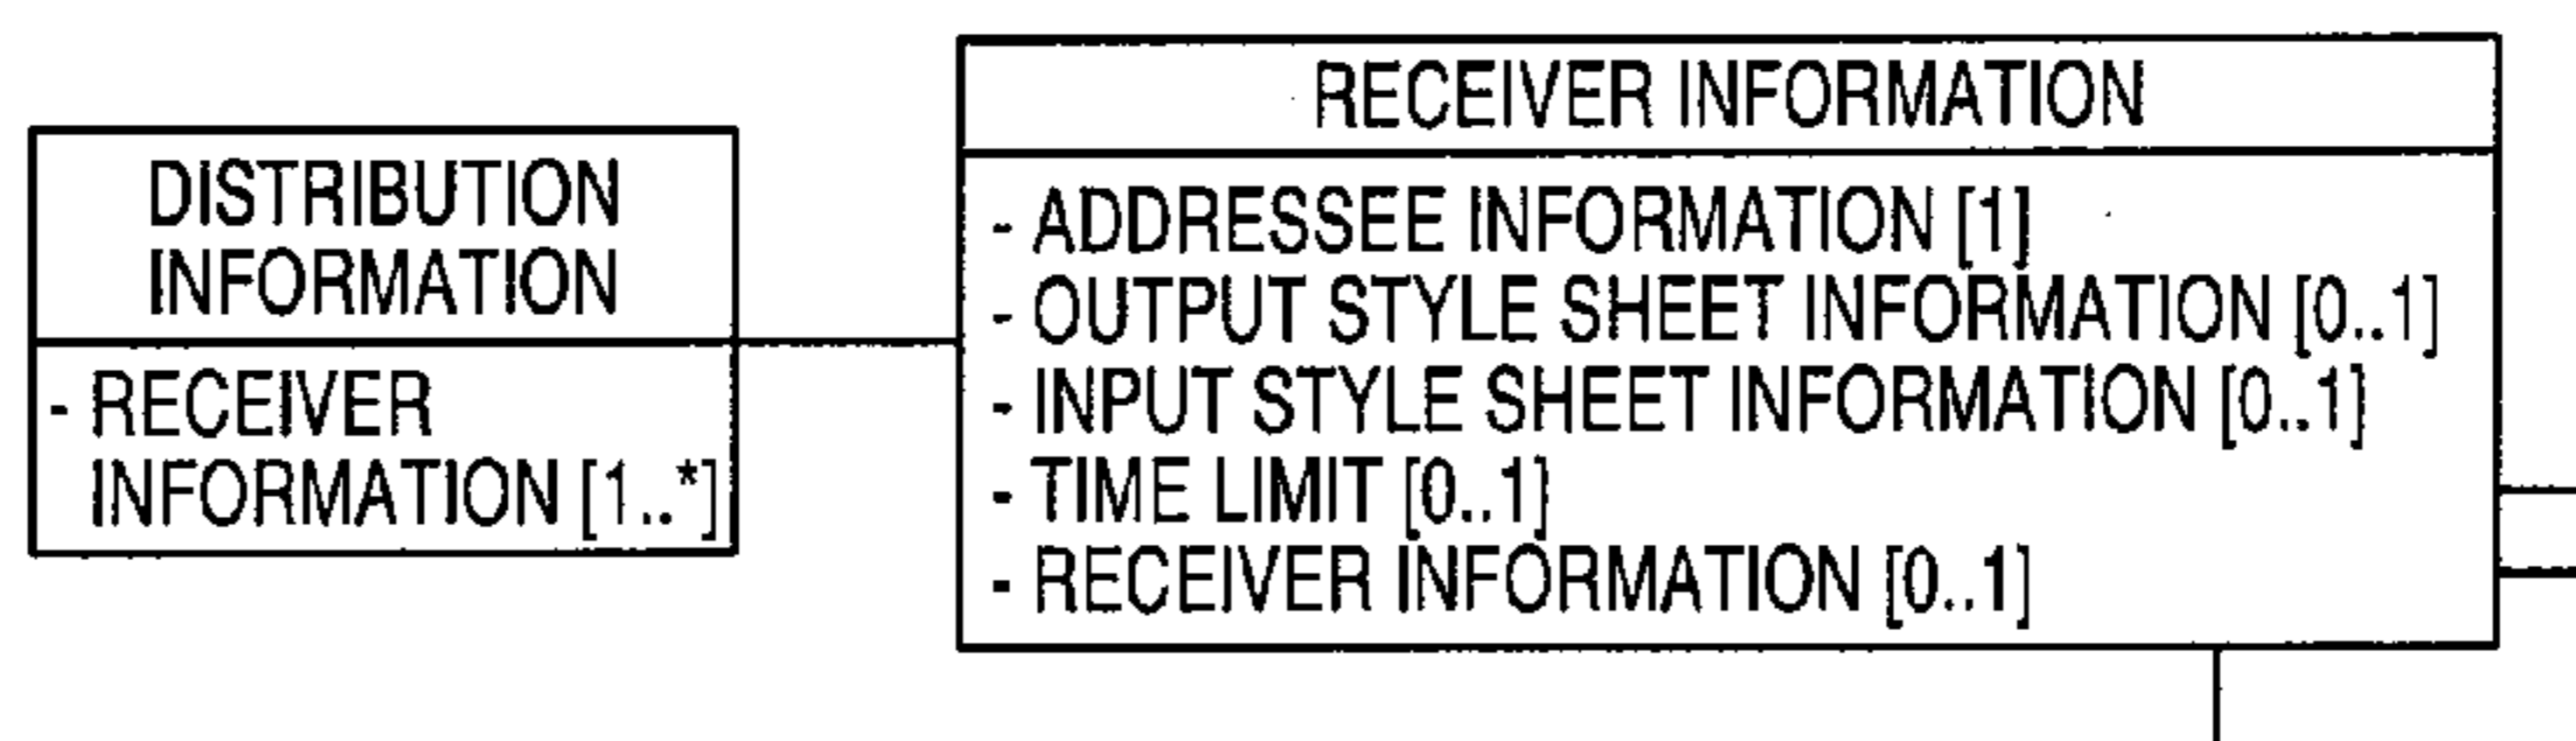 DISTRIBUTION
INFORMATION
- RECEIVER
INFORMATION [1..*]
RECEIVER INFORMATION
- ADDRESSEE INFORMATION [1]
- OUTPUT STYLE SHEET INFORMATION [0..1]
- INPUT STYLE SHEET INFORMATION [0..1]
- TIME LIMIT [0..1]
- RECEIVER INFORMATION [0..1]